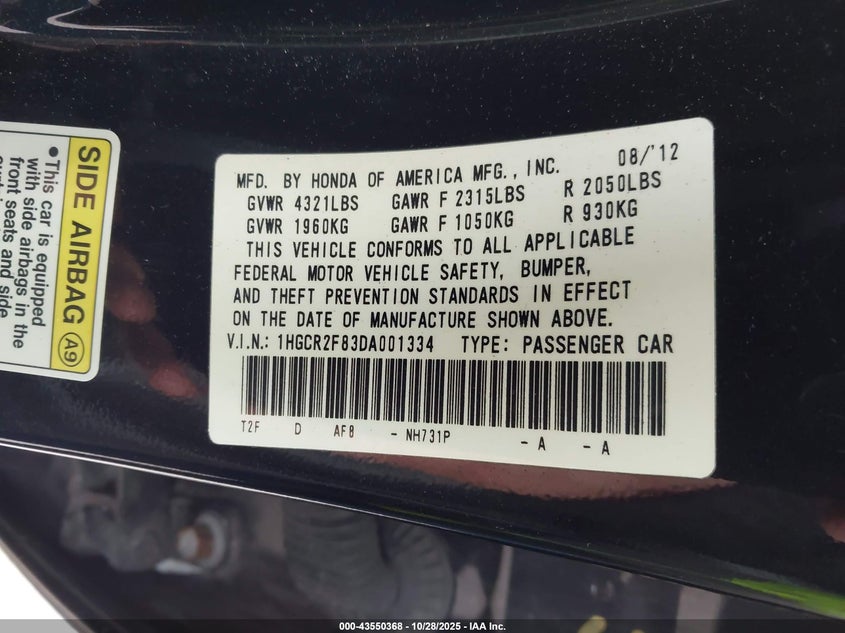 SIDE AIRBAG A9
•This car is equipped
with side airbags in the
front seats and side
MFD. BY HONDA OF AMERICA MFG., INC. 08/'12
GVWR 4321LBS GAWR F 2315LBS R 2050LBS
GVWR 1960KG GAWR F 1050KG R 930KG
THIS VEHICLE CONFORMS TO ALL APPLICABLE
FEDERAL MOTOR VEHICLE SAFETY, BUMPER,
AND THEFT PREVENTION STANDARDS IN EFFECT
ON THE DATE OF MANUFACTURE SHOWN ABOVE.
V.I.N.: 1HGCR2F83DA001334 TYPE: PASSENGER CAR
T2F D AF8 - NH731P - A - A
000-43550368 - 10/28/2025 - IAA Inc.